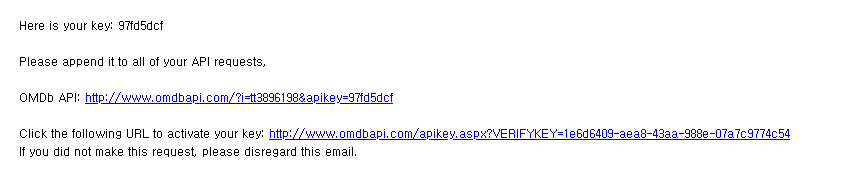 Here is your key: 97fd5dcf
Please append it to all of your API requests,
OMDb API: http://www.omdbapi.com/?i=tt3896198&apikey=97fd5dcf
Click the following URL to activate your key: http://www.omdbapi.com/apikey.aspx?VERIFYKEY=1e6d6409-aea8-43aa-988e-07a7c9774c54
If you did not make this request, please disregard this email.